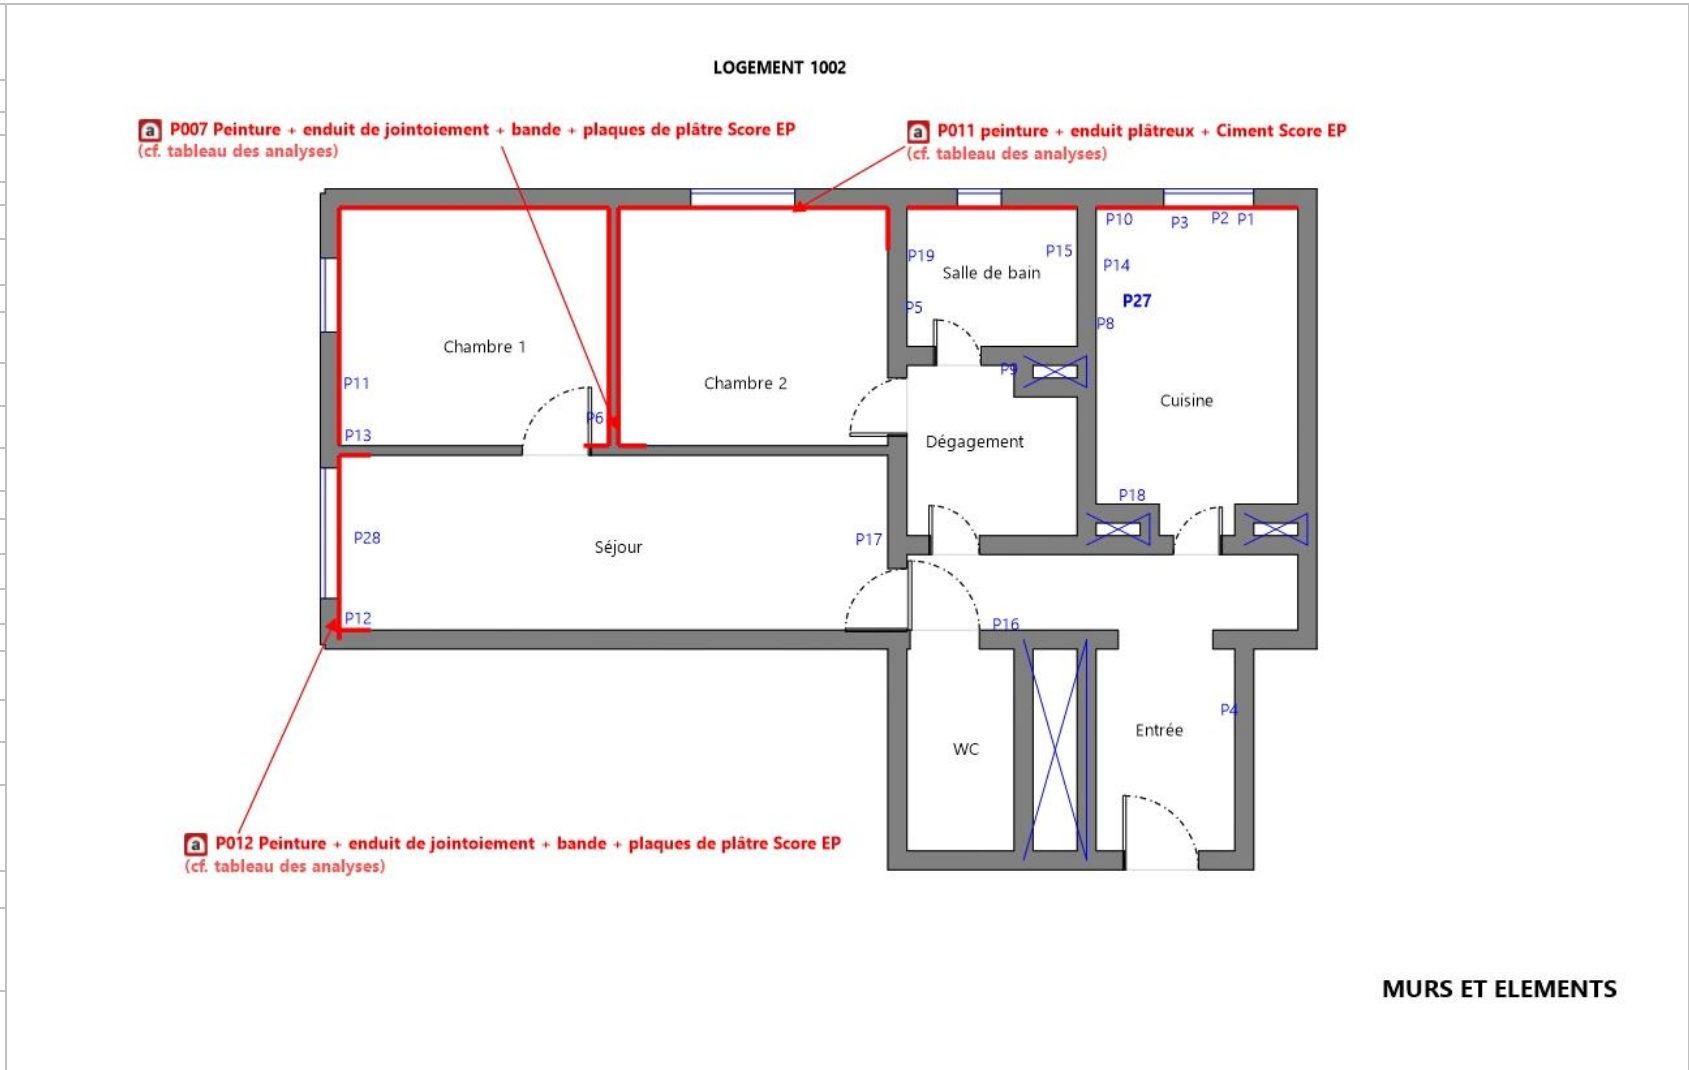 LOGEMENT 1002
a P007 Peinture + enduit de jointoiement + bande + plaques de plâtre Score EP
(cf. tableau des analyses)
a P011 peinture + enduit plâtreux + Ciment Score EP
(cf. tableau des analyses)
P10
P3
P2
P1
P19
P15
P14
Salle de bain
P27
P5
P8
Chambre 1
P9
P11
Chambre 2
Cuisine
P6
P13
Dégagement
P18
P28
P17
Séjour
P12
P16
P4
Entrée
WC
a P012 Peinture + enduit de jointoiement + bande + plaques de plâtre Score EP
(cf. tableau des analyses)
MURS ET ELEMENTS